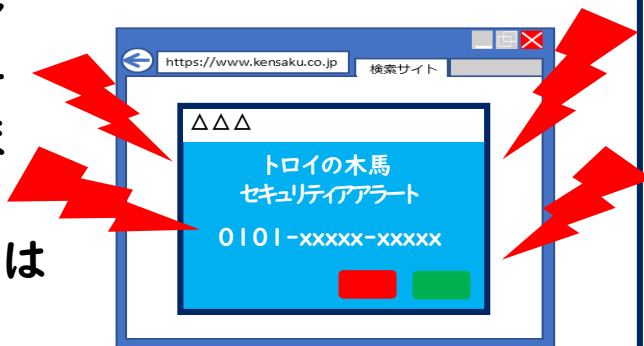 は
https://www.kensaku.co.jp
検索サイト
△△△
トロイの木馬
セキュリティアアラート
0101-xxxxx-xxxxx